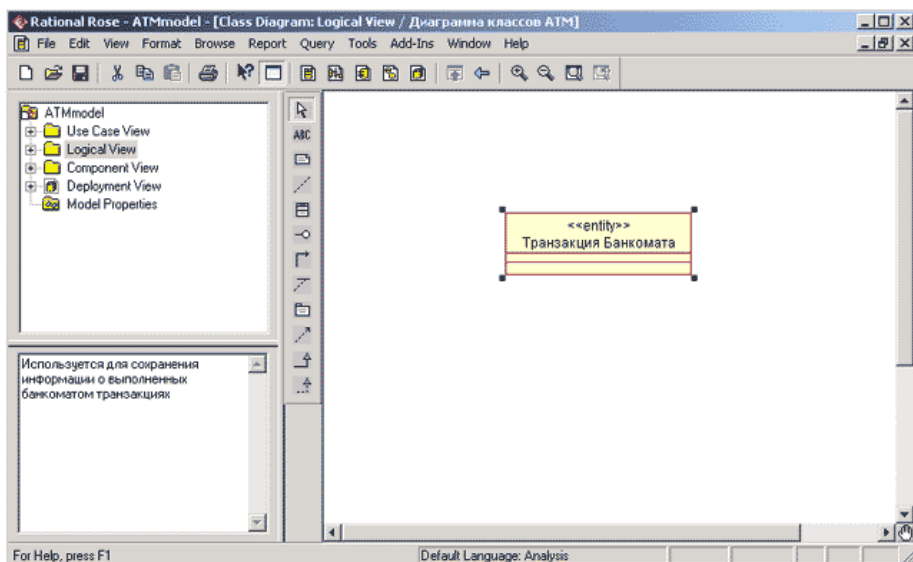 Rational Rose - ATMmodel - [Class Diagram: Logical View / Диаграмма классов ATM]
File Edit View Format Browse Report Query Tools Add-Ins Window Help
ATMmodel
Use Case View
Logical View
Component View
Deployment View
Model Properties
ABC
<<entity>>
Транзакция Банкомата
Используется для сохранения
информации о выполненных
банкоматом транзакциях
For Help, press F1
Default Language: Analysis